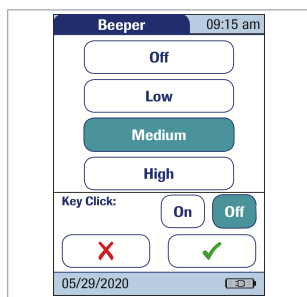 Beeper 09:15 am
Off
Low
Medium
High
Key Click: On Off
05/29/2020